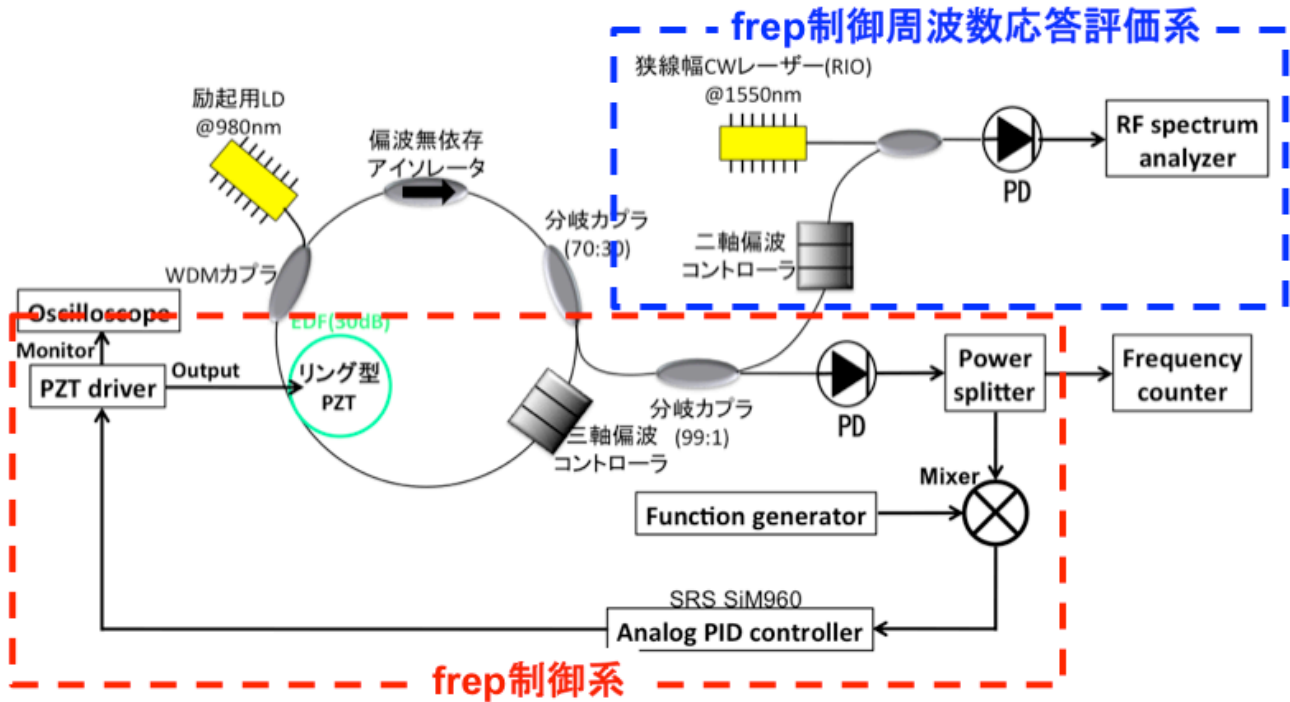 frep制御周波数応答評価系
狭線幅CWレーザー(RIO)
@1550nm
RF spectrum
analyzer
PD
励起用LD
@980nm
偏波無依存
アイソレータ
分岐カプラ
(70:30)
二軸偏波
コントローラ
WDMカプラ
Oscilloscope
EDF(30dB)
Monitor
PZT driver
Output
リング型
PZT
三軸偏波
コントローラ
分岐カプラ
(99:1)
PD
Power
splitter
Frequency
counter
Mixer
Function generator
SRS SiM960
Analog PID controller
frep制御系